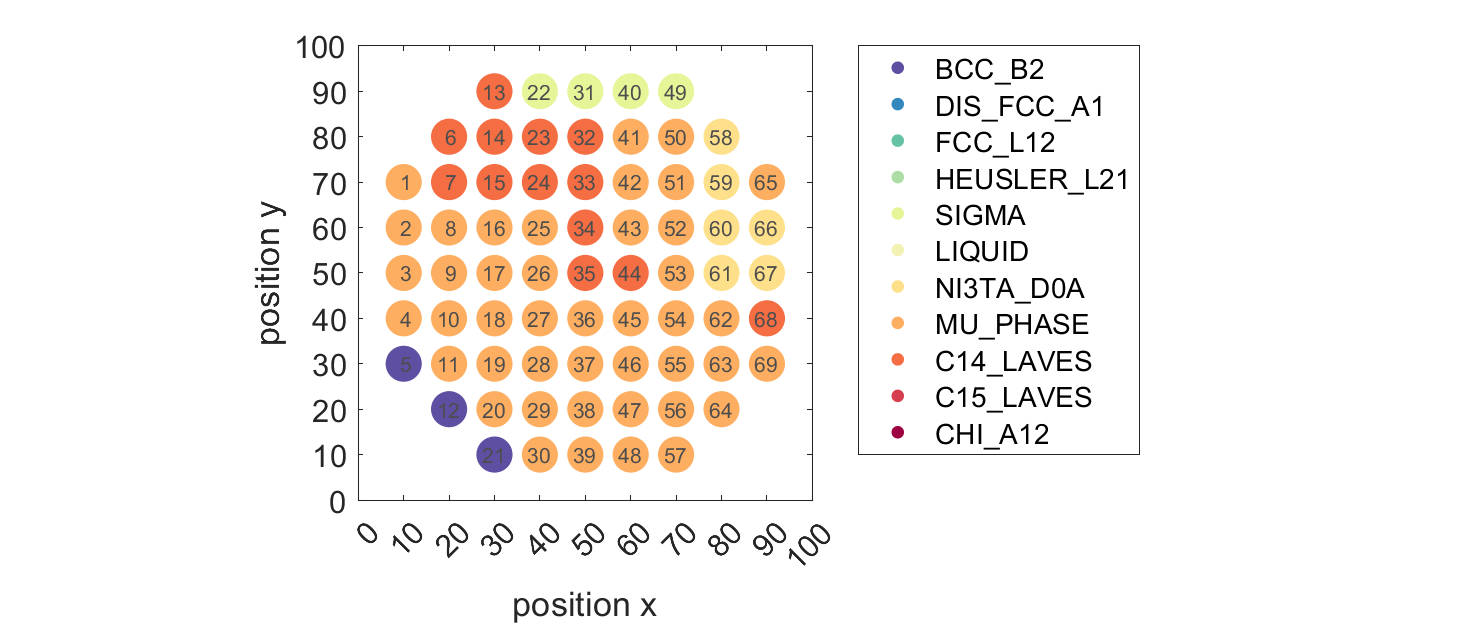 100
90
80
70
60
50
40
30
20
10
0
position y
13 22 31 40 49
6 14 23 32 41 50 58
1 7 15 24 33 42 51 59 65
2 8 16 25 34 43 52 60 66
3 9 17 26 35 44 53 61 67
4 10 18 27 36 45 54 62 68
5 11 19 28 37 46 55 63 69
12 20 29 38 47 56 64
21 30 39 48 57
0 10 20 30 40 50 60 70 80 90 100
position x
BCC_B2
DIS_FCC_A1
FCC_L12
HEUSLER_L21
SIGMA
LIQUID
NI3TA_D0A
MU_PHASE
C14_LAVES
C15_LAVES
CHI_A12